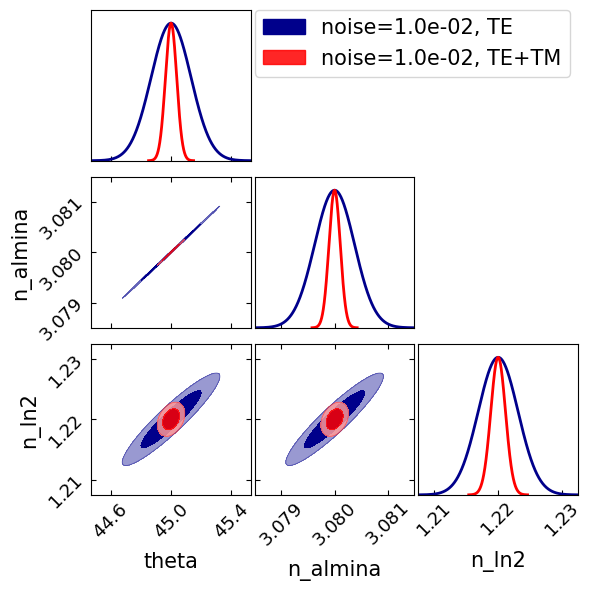 noise=1.0e-02, TE
noise=1.0e-02, TE+TM
n_almina
3.081
3.080
3.079
n_ln2
1.23
1.22
1.21
44.6
45.0
45.4
theta
3.079
3.080
3.081
n_almina
1.21
1.22
1.23
n_ln2